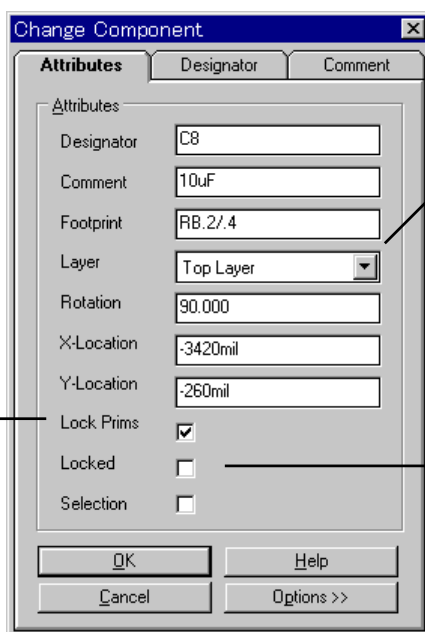 Change Component
Attributes Designator Comment
Attributes
Designator C8
Comment 10uF
Footprint RB.2/.4
Layer Top Layer
Rotation 90.000
X-Location -3420mil
Y-Location -260mil
Lock Prims
Locked
Selection
OK Help
Cancel Options >>